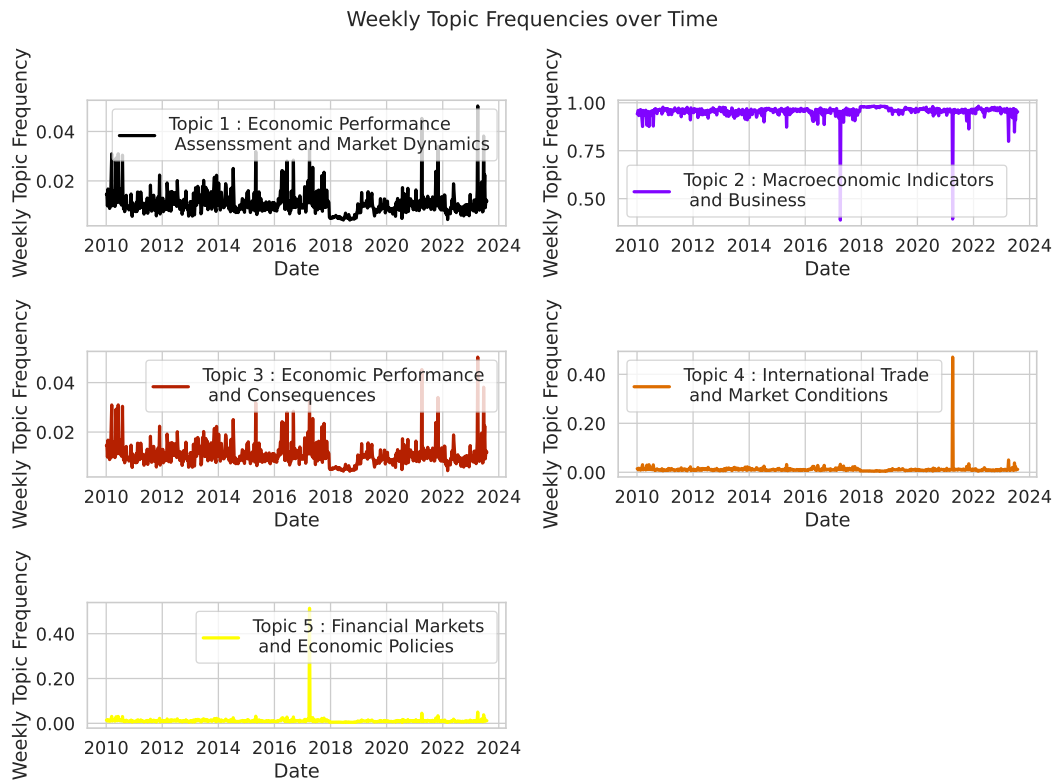 Weekly Topic Frequencies over Time
Weekly Topic Frequency
0.04
0.02
Topic 1 : Economic Performance
Assenssment and Market Dynamics
2010 2012 2014 2016 2018 2020 2022 2024
Date
Weekly Topic Frequency
1.00
0.75
0.50
Topic 2 : Macroeconomic Indicators
and Business
2010 2012 2014 2016 2018 2020 2022 2024
Date
Weekly Topic Frequency
0.04
0.02
Topic 3 : Economic Performance
and Consequences
2010 2012 2014 2016 2018 2020 2022 2024
Date
Weekly Topic Frequency
0.40
0.20
0.00
Topic 4 : International Trade
and Market Conditions
2010 2012 2014 2016 2018 2020 2022 2024
Date
Weekly Topic Frequency
0.40
0.20
0.00
Topic 5 : Financial Markets
and Economic Policies
2010 2012 2014 2016 2018 2020 2022 2024
Date